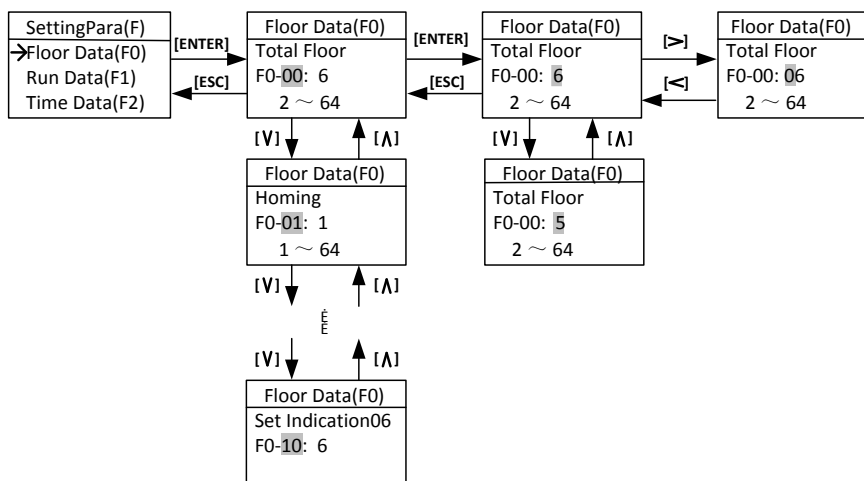 SettingPara(F)
→Floor Data(F0)
Run Data(F1)
Time Data(F2)
[ENTER]
[ESC]
Floor Data(F0)
Total Floor
F0-00: 6
2 ~ 64
[ENTER]
[ESC]
Floor Data(F0)
Total Floor
F0-00: 6
2 ~ 64
[>]
[<]
Floor Data(F0)
Total Floor
F0-00: 06
2 ~ 64
[∨]
[∧]
[∨]
[∧]
Floor Data(F0)
Homing
F0-01: 1
1 ~ 64
Floor Data(F0)
Total Floor
F0-00: 5
2 ~ 64
[∨]
[∧]
Ė
Ė
[∨]
[∧]
Floor Data(F0)
Set Indication06
F0-10: 6